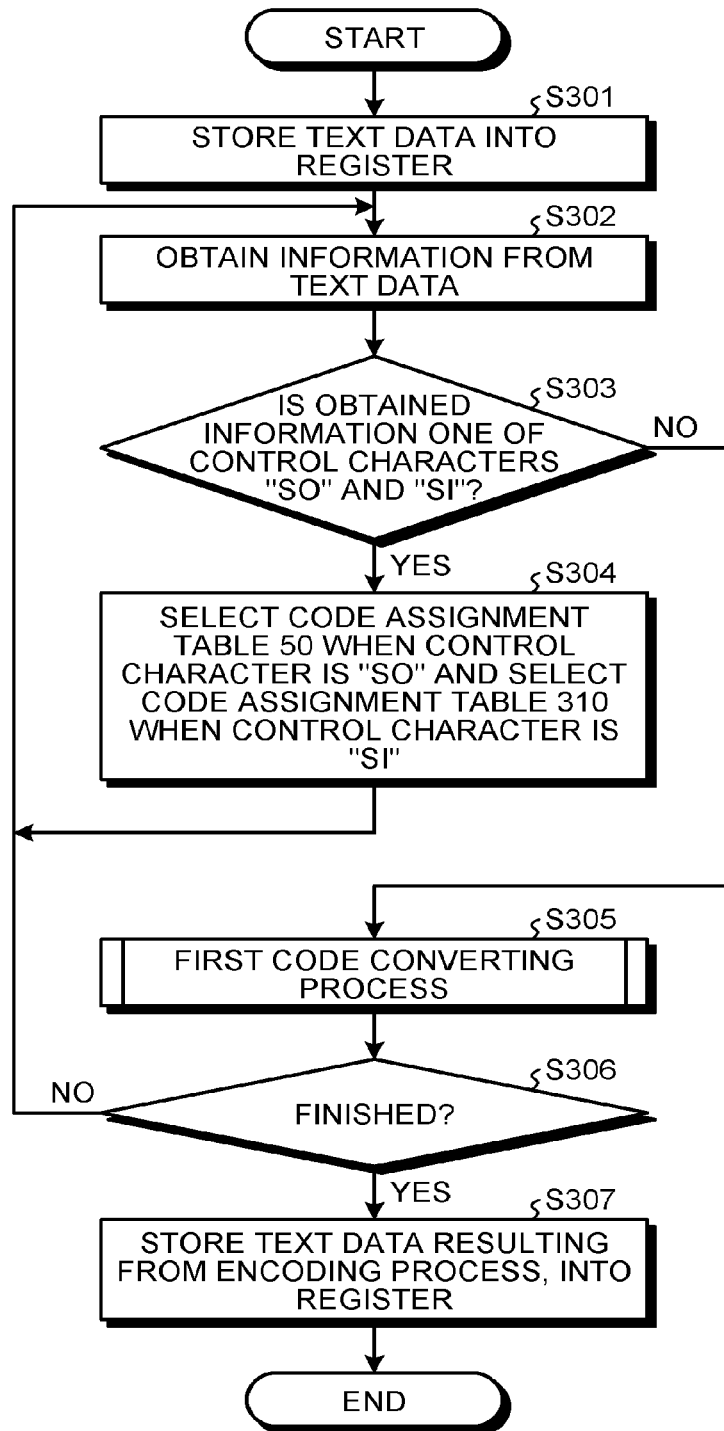 START
S301
STORE TEXT DATA INTO
REGISTER
S302
OBTAIN INFORMATION FROM
TEXT DATA
S303
IS OBTAINED
INFORMATION ONE OF
CONTROL CHARACTERS
"SO" AND "SI"?
NO
YES
S304
SELECT CODE ASSIGNMENT
TABLE 50 WHEN CONTROL
CHARACTER IS "SO" AND SELECT
CODE ASSIGNMENT TABLE 310
WHEN CONTROL CHARACTER IS
"SI"
S305
FIRST CODE CONVERTING
PROCESS
S306
NO
FINISHED?
YES
S307
STORE TEXT DATA RESULTING
FROM ENCODING PROCESS, INTO
REGISTER
END